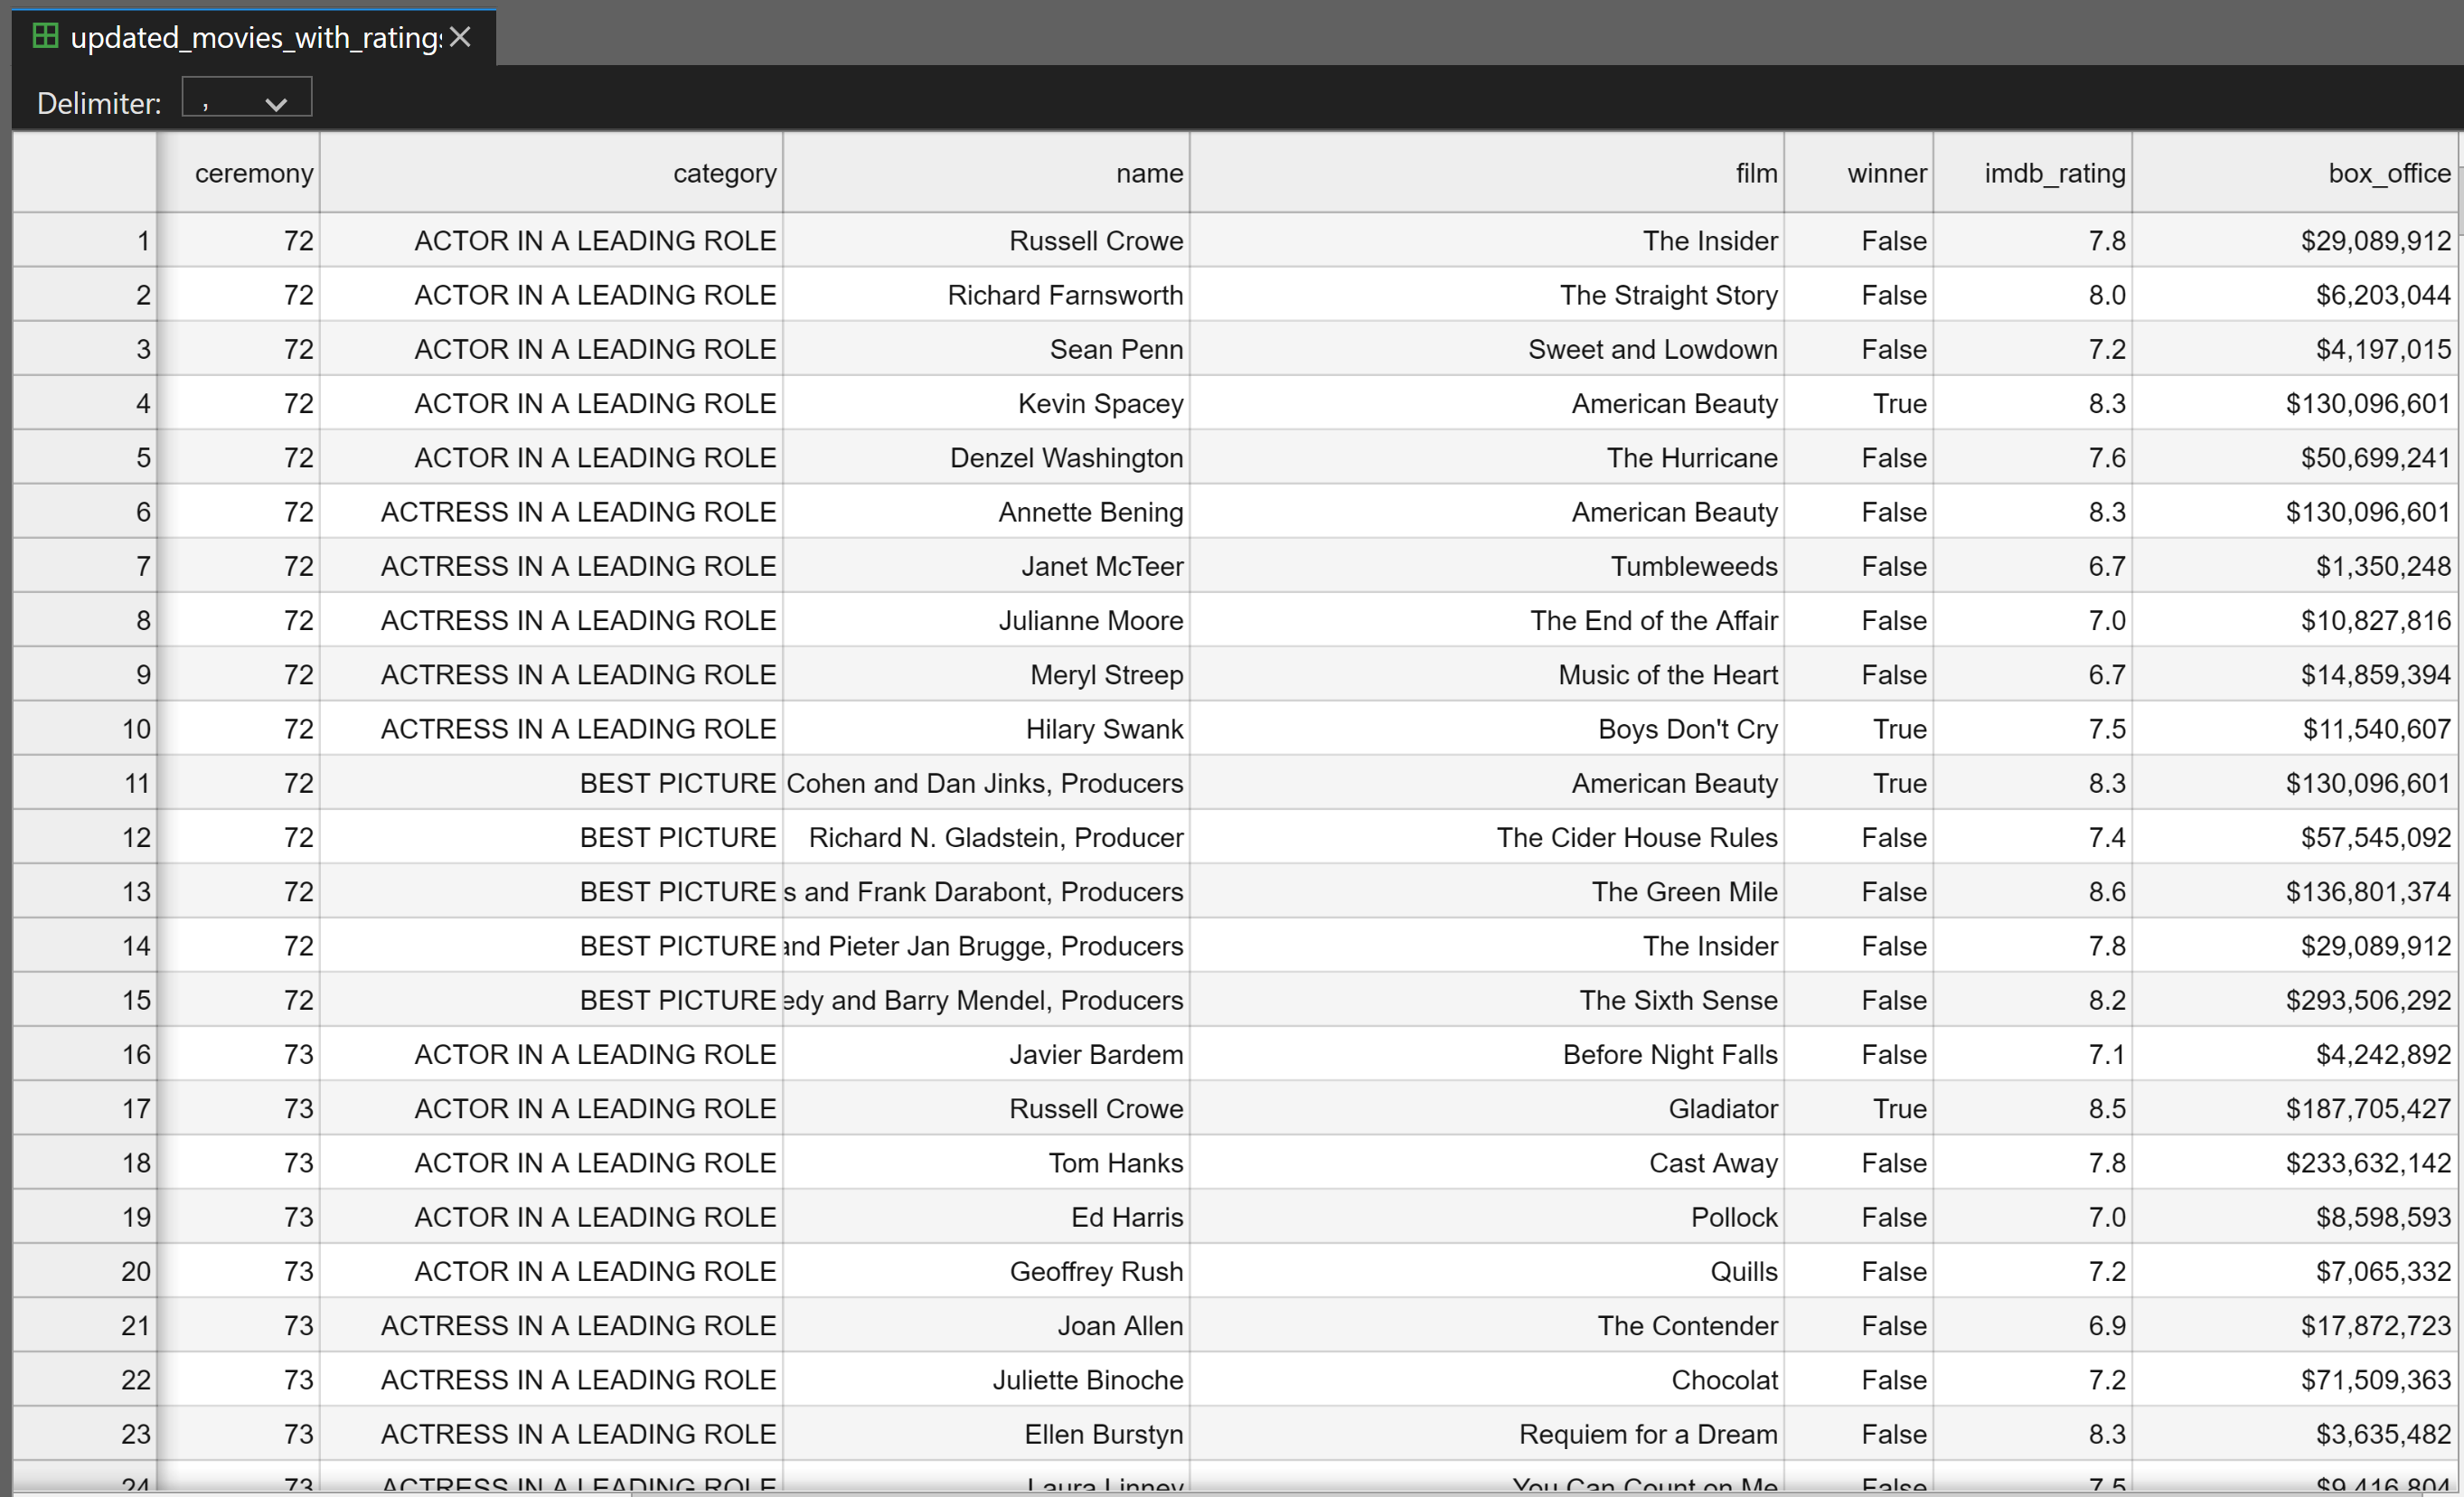 updated_movies_with_rating
Delimiter: ,
ceremony category name film winner imdb_rating box_office
1 72 ACTOR IN A LEADING ROLE Russell Crowe The Insider False 7.8 $29,089,912
2 72 ACTOR IN A LEADING ROLE Richard Farnsworth The Straight Story False 8.0 $6,203,044
3 72 ACTOR IN A LEADING ROLE Sean Penn Sweet and Lowdown False 7.2 $4,197,015
4 72 ACTOR IN A LEADING ROLE Kevin Spacey American Beauty True 8.3 $130,096,601
5 72 ACTOR IN A LEADING ROLE Denzel Washington The Hurricane False 7.6 $50,699,241
6 72 ACTRESS IN A LEADING ROLE Annette Bening American Beauty False 8.3 $130,096,601
7 72 ACTRESS IN A LEADING ROLE Janet McTeer Tumbleweeds False 6.7 $1,350,248
8 72 ACTRESS IN A LEADING ROLE Julianne Moore The End of the Affair False 7.0 $10,827,816
9 72 ACTRESS IN A LEADING ROLE Meryl Streep Music of the Heart False 6.7 $14,859,394
10 72 ACTRESS IN A LEADING ROLE Hilary Swank Boys Don't Cry True 7.5 $11,540,607
11 72 BEST PICTURE Cohen and Dan Jinks, Producers American Beauty True 8.3 $130,096,601
12 72 BEST PICTURE Richard N. Gladstein, Producer The Cider House Rules False 7.4 $57,545,092
13 72 BEST PICTURE s and Frank Darabont, Producers The Green Mile False 8.6 $136,801,374
14 72 BEST PICTURE and Pieter Jan Brugge, Producers The Insider False 7.8 $29,089,912
15 72 BEST PICTURE edy and Barry Mendel, Producers The Sixth Sense False 8.2 $293,506,292
16 73 ACTOR IN A LEADING ROLE Javier Bardem Before Night Falls False 7.1 $4,242,892
17 73 ACTOR IN A LEADING ROLE Russell Crowe Gladiator True 8.5 $187,705,427
18 73 ACTOR IN A LEADING ROLE Tom Hanks Cast Away False 7.8 $233,632,142
19 73 ACTOR IN A LEADING ROLE Ed Harris Pollock False 7.0 $8,598,593
20 73 ACTOR IN A LEADING ROLE Geoffrey Rush Quills False 7.2 $7,065,332
21 73 ACTRESS IN A LEADING ROLE Joan Allen The Contender False 6.9 $17,872,723
22 73 ACTRESS IN A LEADING ROLE Juliette Binoche Chocolat False 7.2 $71,509,363
23 73 ACTRESS IN A LEADING ROLE Ellen Burstyn Requiem for a Dream False 8.3 $3,635,482
24 73 ACTRESS IN A LEADING ROLE Laura Linney You Can Count on Me False 7.5 $9,416,804